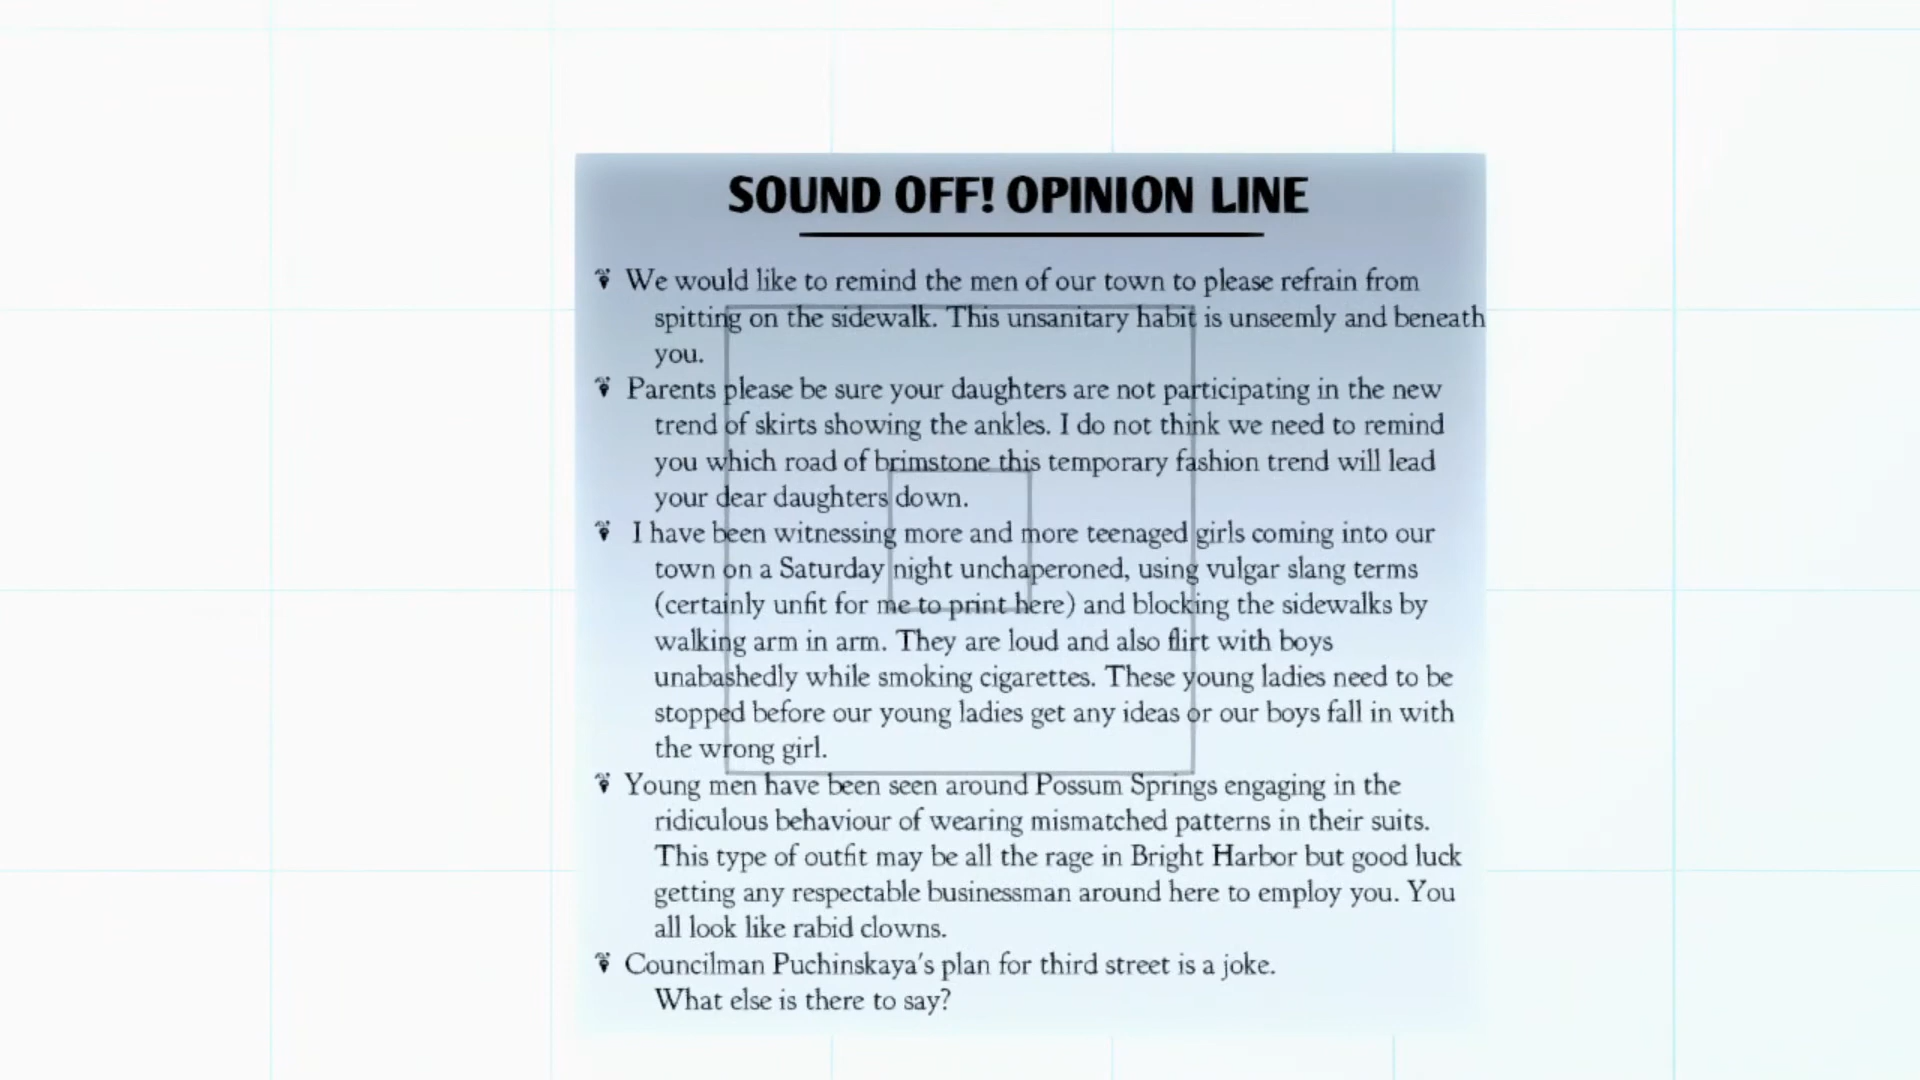 SOUND OFF! OPINION LINE
We would like to remind the men of our town to please refrain from
spitting on the sidewalk. This unsanitary habit is unseemly and beneath
you.
Parents please be sure your daughters are not participating in the new
trend of skirts showing the ankles. I do not think we need to remind
you which road of brimstone this temporary fashion trend will lead
your dear daughters down.
I have been witnessing more and more teenaged girls coming into our
town on a Saturday night unchaperoned, using vulgar slang terms
(certainly unfit for me to print here) and blocking the sidewalks by
walking arm in arm. They are loud and also flirt with boys
unabashedly while smoking cigarettes. These young ladies need to be
stopped before our young ladies get any ideas or our boys fall in with
the wrong girl.
Young men have been seen around Possum Springs engaging in the
ridiculous behaviour of wearing mismatched patterns in their suits.
This type of outfit may be all the rage in Bright Harbor but good luck
getting any respectable businessman around here to employ you. You
all look like rabid clowns.
Councilman Puchinskaya's plan for third street is a joke.
What else is there to say?